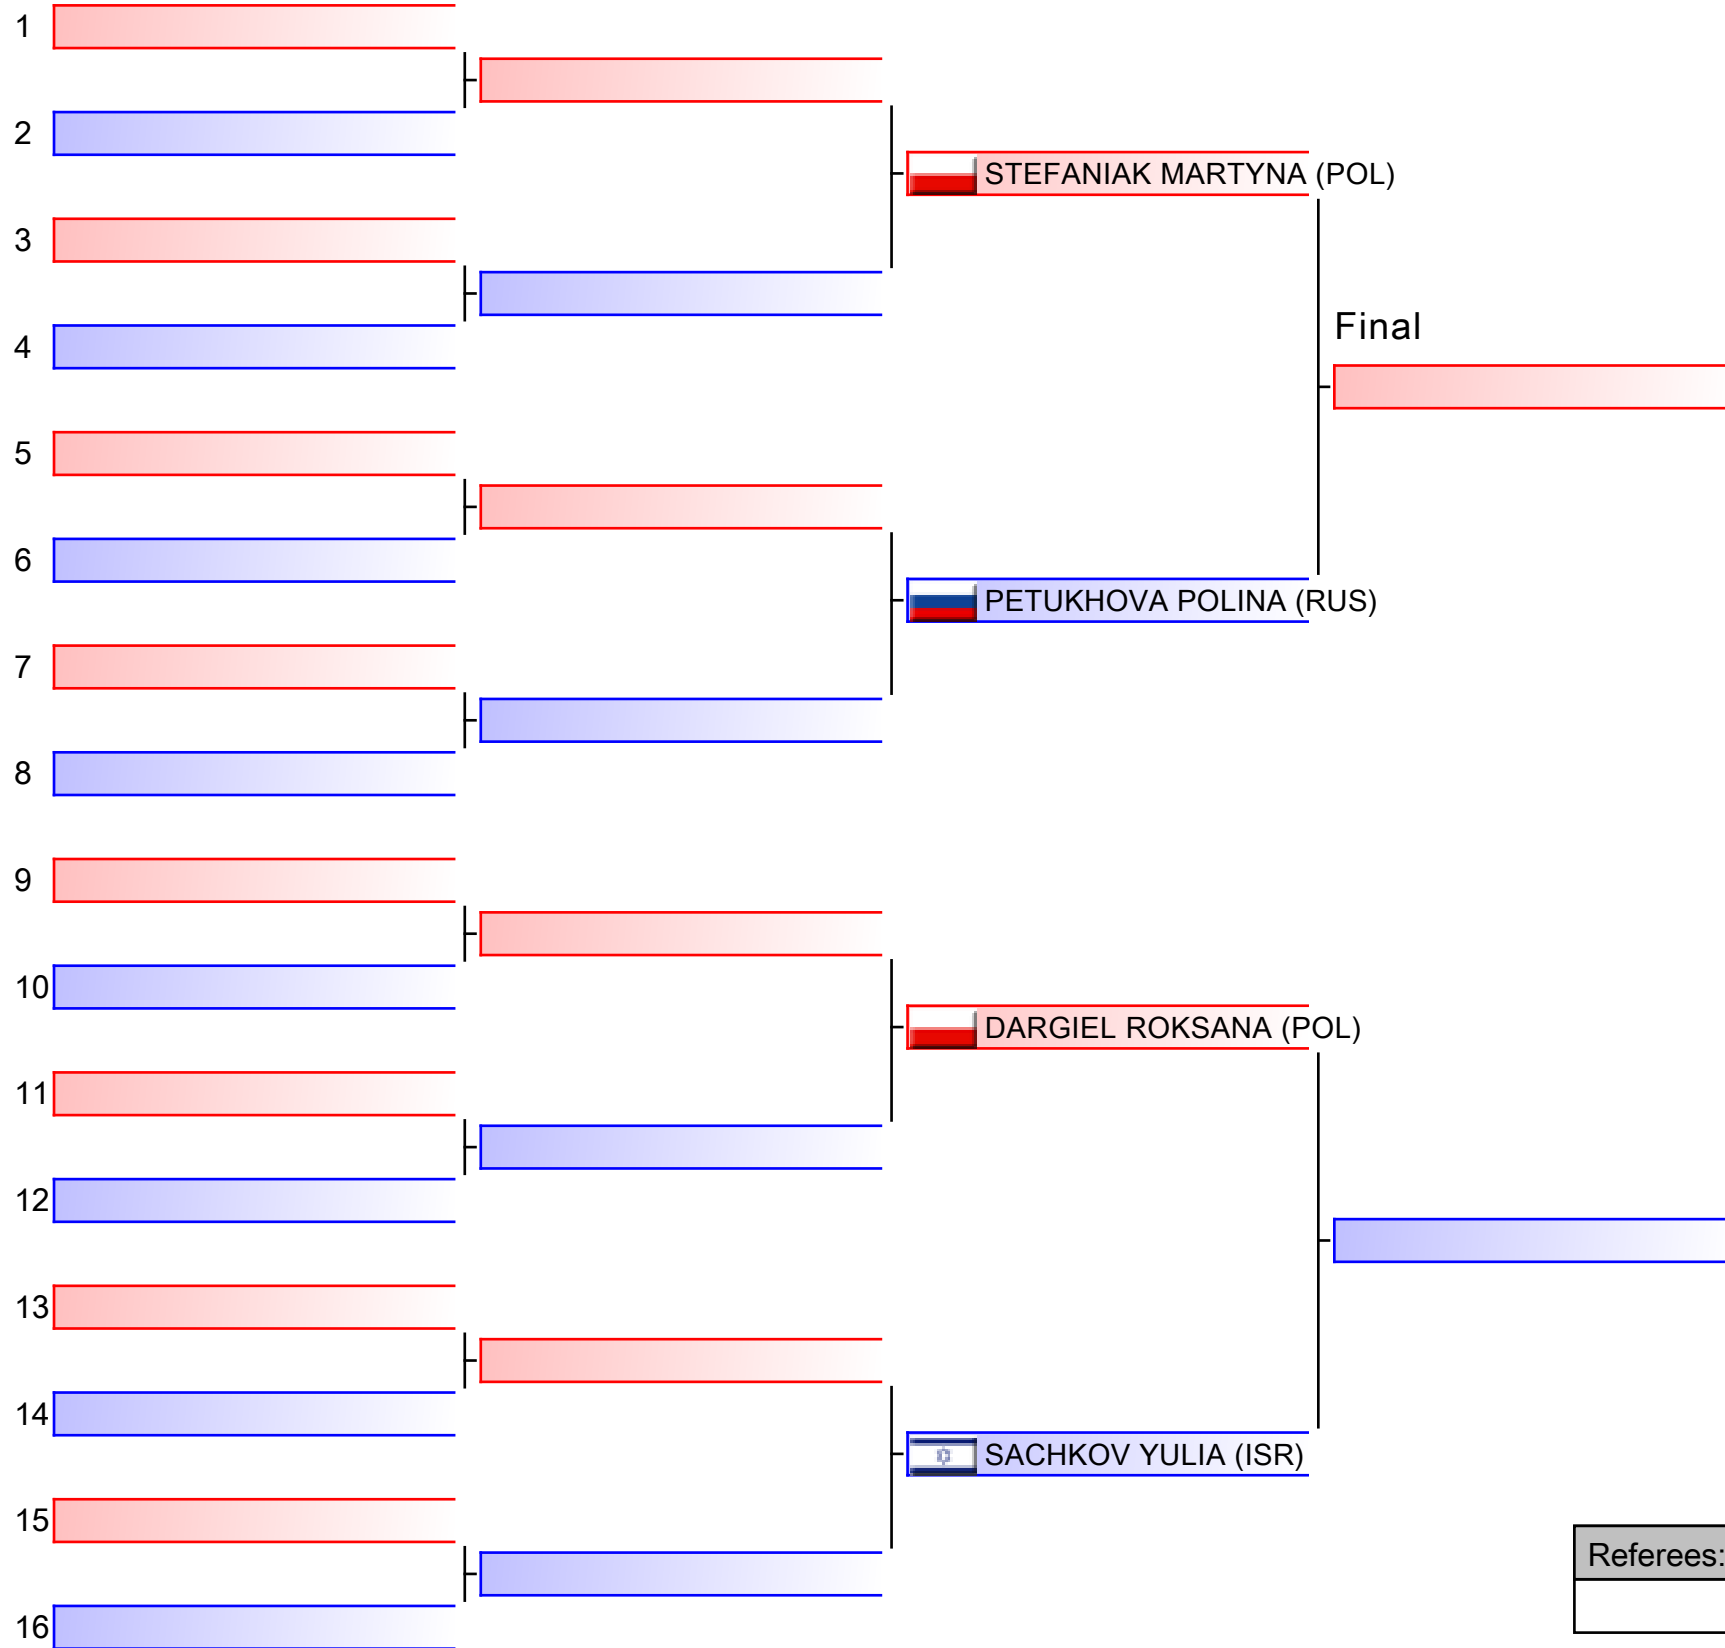 1
2
STEFANIAK MARTYNA (POL)
3
Final
4
5
6
PETUKHOVA POLINA (RUS)
7
8
9
10
DARGIEL ROKSANA (POL)
11
12
13
14
SACHKOV YULIA (ISR)
15
Referees:
16